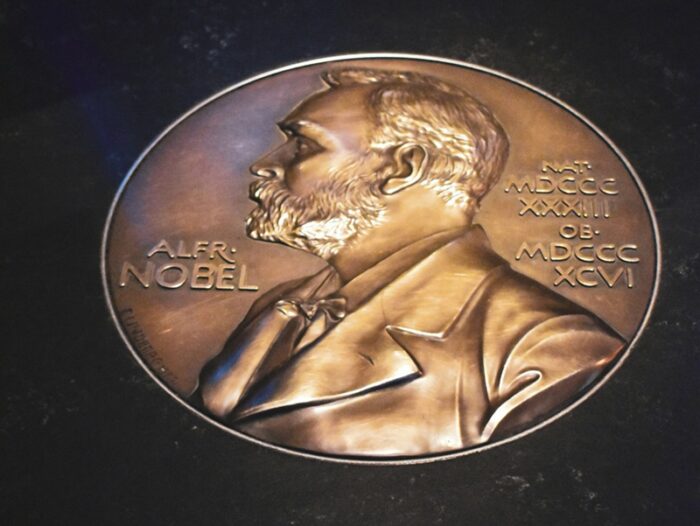 ALFR·
NOBEL
NAT·
MDCCC
XXXIII
OB·
MDCCC
XCVI